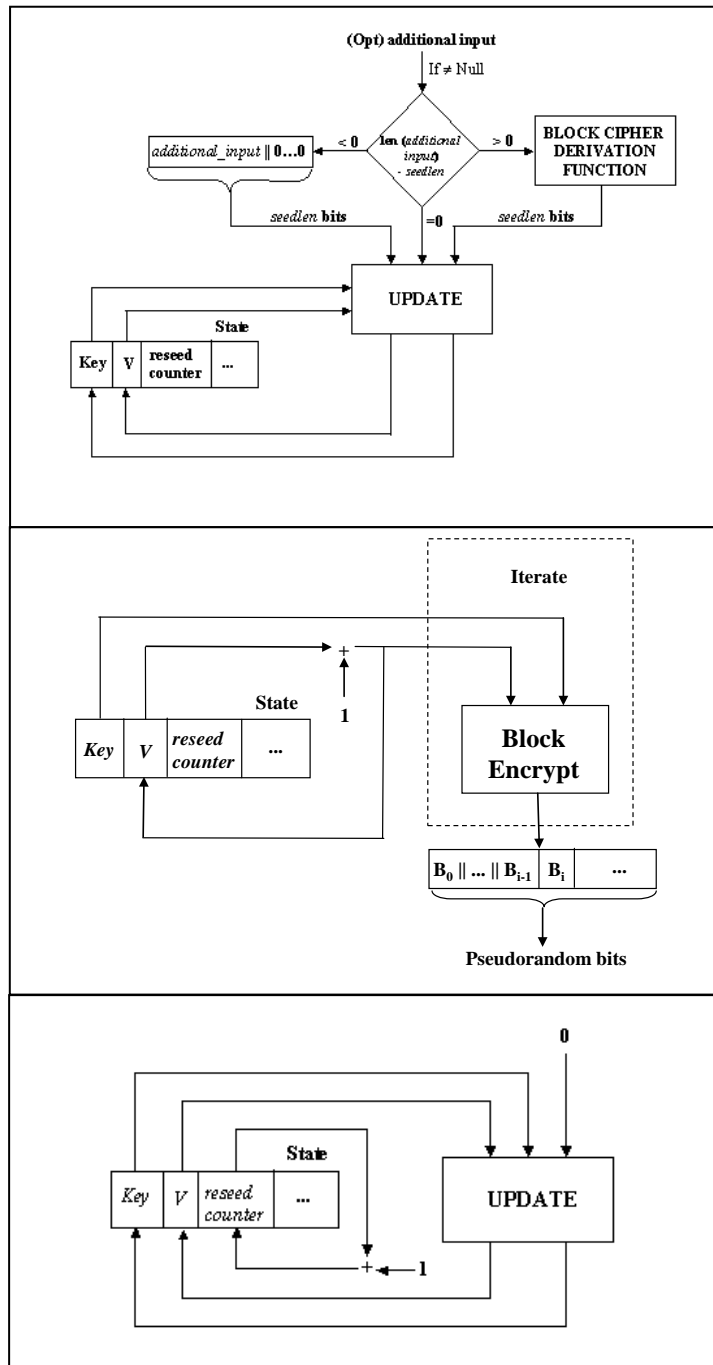 (Opt) additional input
If ≠ Null
< 0
len (additional
input)
- seedlen
> 0
additional_input || 0...0
BLOCK CIPHER
DERIVATION
FUNCTION
seedlen bits
=0
seedlen bits
UPDATE
State
Key
V
reseed
counter
...
Iterate
+
1
State
Key
V
reseed
counter
...
Block
Encrypt
B0 || ... || Bi-1
Bi
...
Pseudorandom bits
0
State
Key
V
reseed
counter
...
UPDATE
+
1